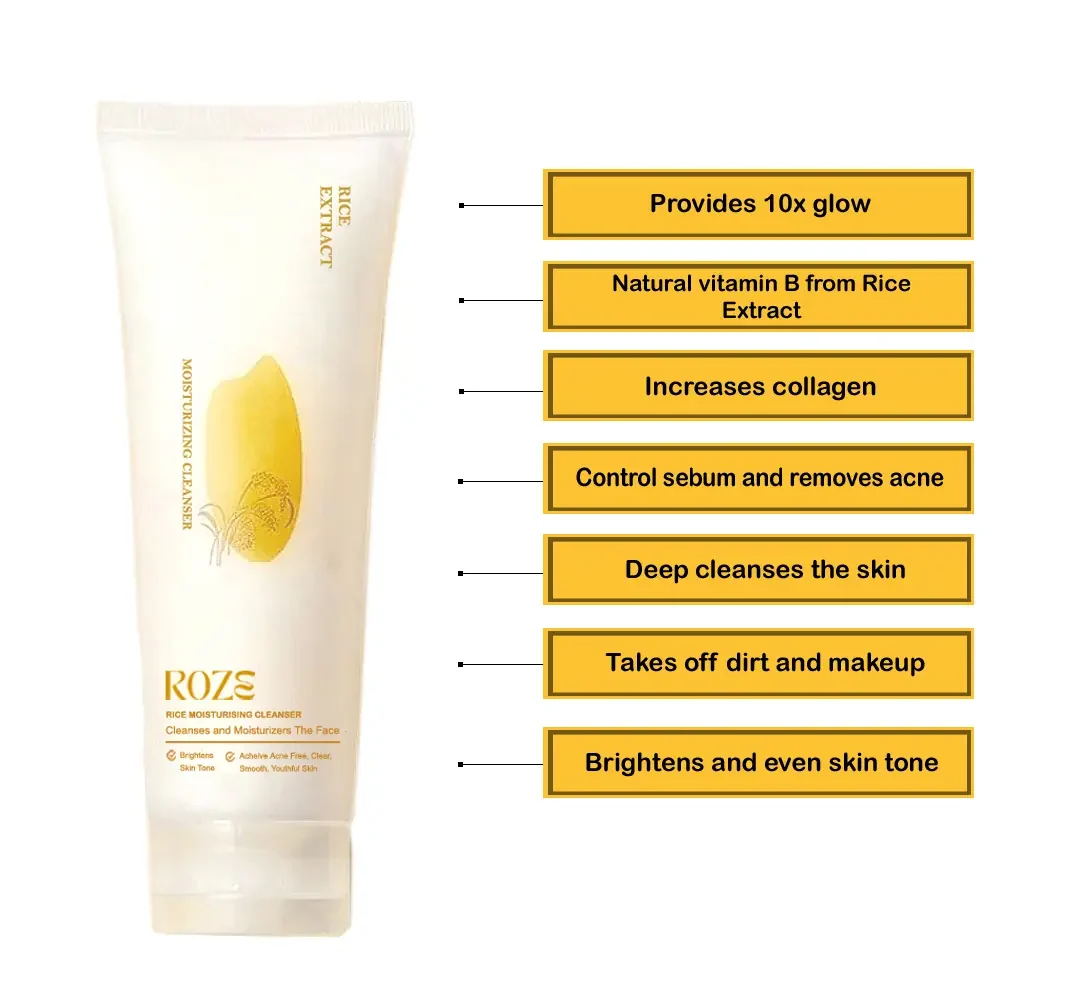 RICE
EXTRACT
MOISTURIZING CLEANSER
ROZE
RICE MOISTURISING CLEANSER
Cleanses and Moisturizers The Face
Brightens
Skin Tone
Acheive Acne Free, Clear,
Smooth, Youthful Skin
Provides 10x glow
Natural vitamin B from Rice
Extract
Increases collagen
Control sebum and removes acne
Deep cleanses the skin
Takes off dirt and makeup
Brightens and even skin tone